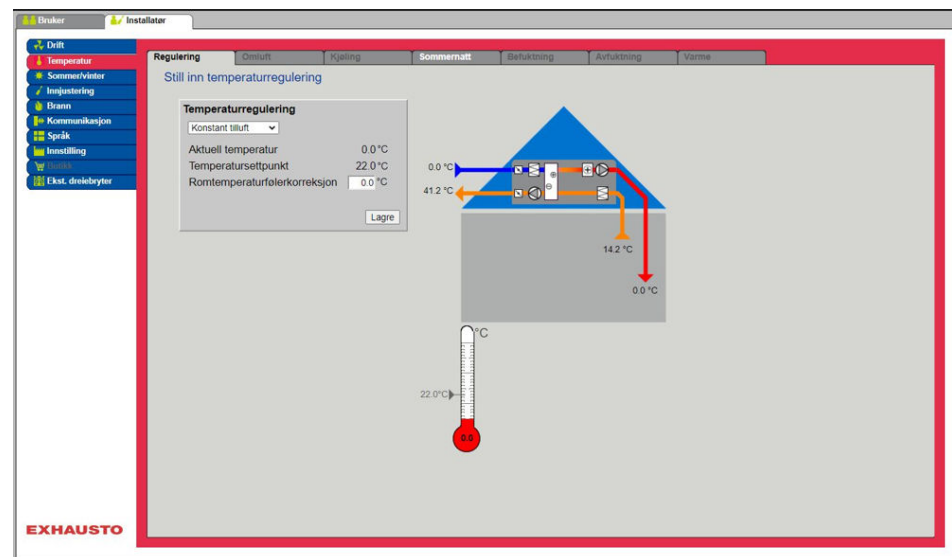 Bruker
Installatør
Drift
Temperatur
Sommer/vinter
Innjustering
Brann
Kommunikasjon
Språk
Innstilling
Butikk
Ekst. dreiebryter
Regulering
Omluft
Kjøling
Sommernatt
Befuktning
Avfuktning
Varme
Still inn temperaturregulering
Temperaturregulering
Konstant tilluft
Aktuell temperatur 0.0°C
Temperatursettpunkt 22.0°C
Romtemperaturfølerkorreksjon 0.0 °C
Lagre
0.0 °C
41.2 °C
14.2 °C
0.0 °C
°C
22.0°C
0.0
EXHAUSTO